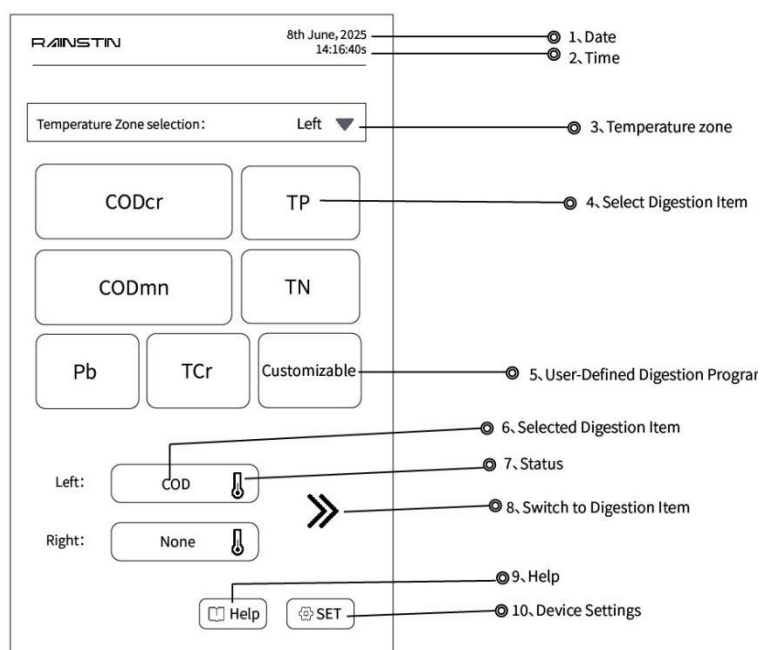 RAINSTIN
8th June, 2025
14:16:40s
1、Date
2、Time
Temperature Zone selection:
Left
3、Temperature zone
CODcr
TP
4、Select Digestion Item
CODmn
TN
Pb
TCr
Customizable
5、User-Defined Digestion Prograr
6、Selected Digestion Item
7、Status
Left:
COD
8、Switch to Digestion Item
Right:
None
9、Help
Help
SET
10、Device Settings